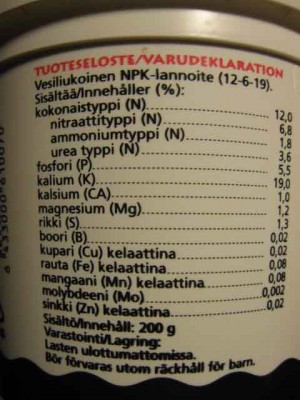 TUOTESELOSTE/VARUDEKLARATION
Vesiliukoinen NPK-lannoite (12-6-19).
Sisältää/Innehåller (%):
kokonaistyppi (N) 12,0
nitraattityppi (N) 6,8
ammoniumtyppi (N) 1,8
urea typpi (N) 3,6
fosfori (P) 5,5
kalium (K) 19,0
kalsium (CA) 1,0
magnesium (Mg) 1,2
rikki (S) 1,3
boori (B) 0,02
kupari (Cu) kelaattina 0,02
rauta (Fe) kelaattina 0,08
mangaani (Mn) kelaattina 0,08
molybdeeni (Mo) 0,002
sinkki (Zn) kelaattina 0,02
Sisältö/Innehåll: 200 g
Varastointi/Lagring:
Lasten ulottumattomissa.
Bör förvaras utom räckhåll för barn.